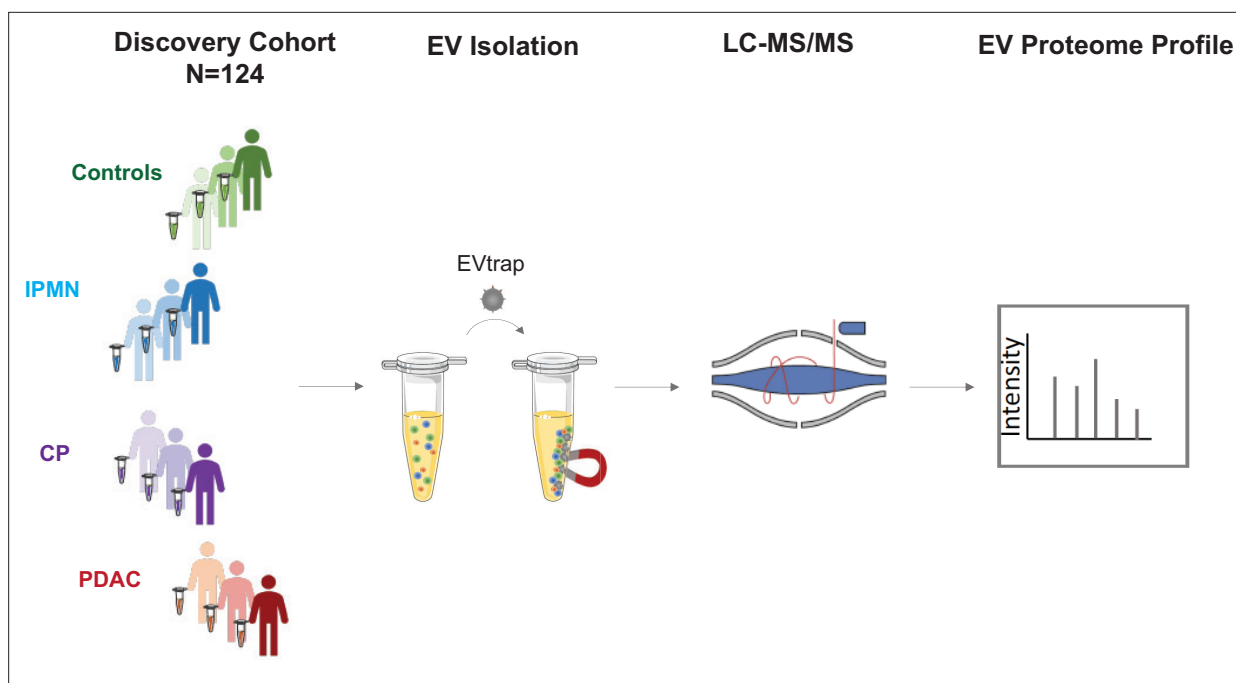 Discovery Cohort
N=124
EV Isolation
LC-MS/MS
EV Proteome Profile
Controls
IPMN
CP
PDAC
EVtrap
Intensity